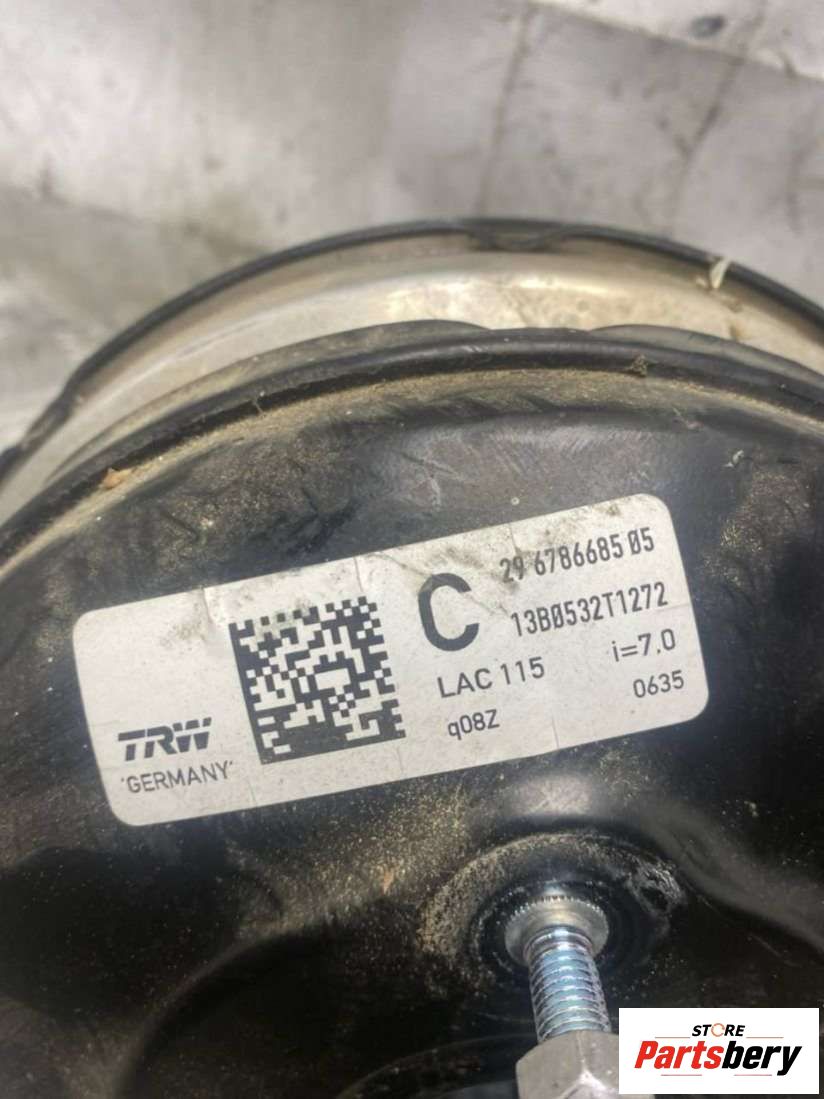 29 6786685 05
C
13B0532T1272
LAC 115
i=7.0
q08Z
0635
TRW
'GERMANY'
STORE
Partsbery